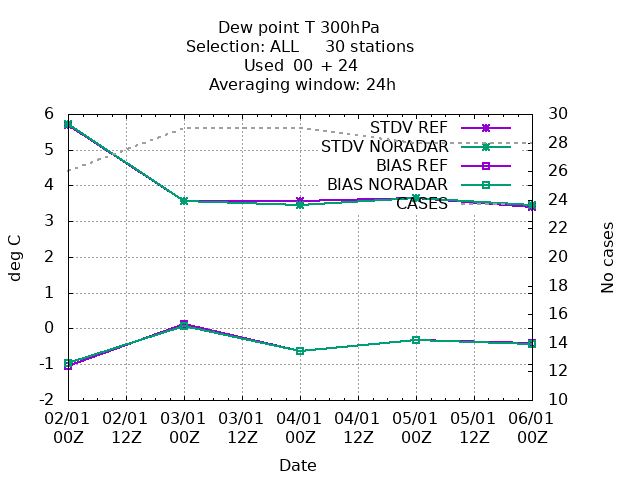 Dew point T 300hPa
Selection: ALL 30 stations
Used 00 + 24
Averaging window: 24h
6
5
4
3
2
1
0
-1
-2
deg C
30
28
26
24
22
20
18
16
14
12
10
No cases
STDV REF
STDV NORADAR
BIAS REF
BIAS NORADAR
CASES
02/01 02/01 03/01 03/01 04/01 04/01 05/01 05/01 06/01
00Z 12Z 00Z 12Z 00Z 12Z 00Z 12Z 00Z
Date